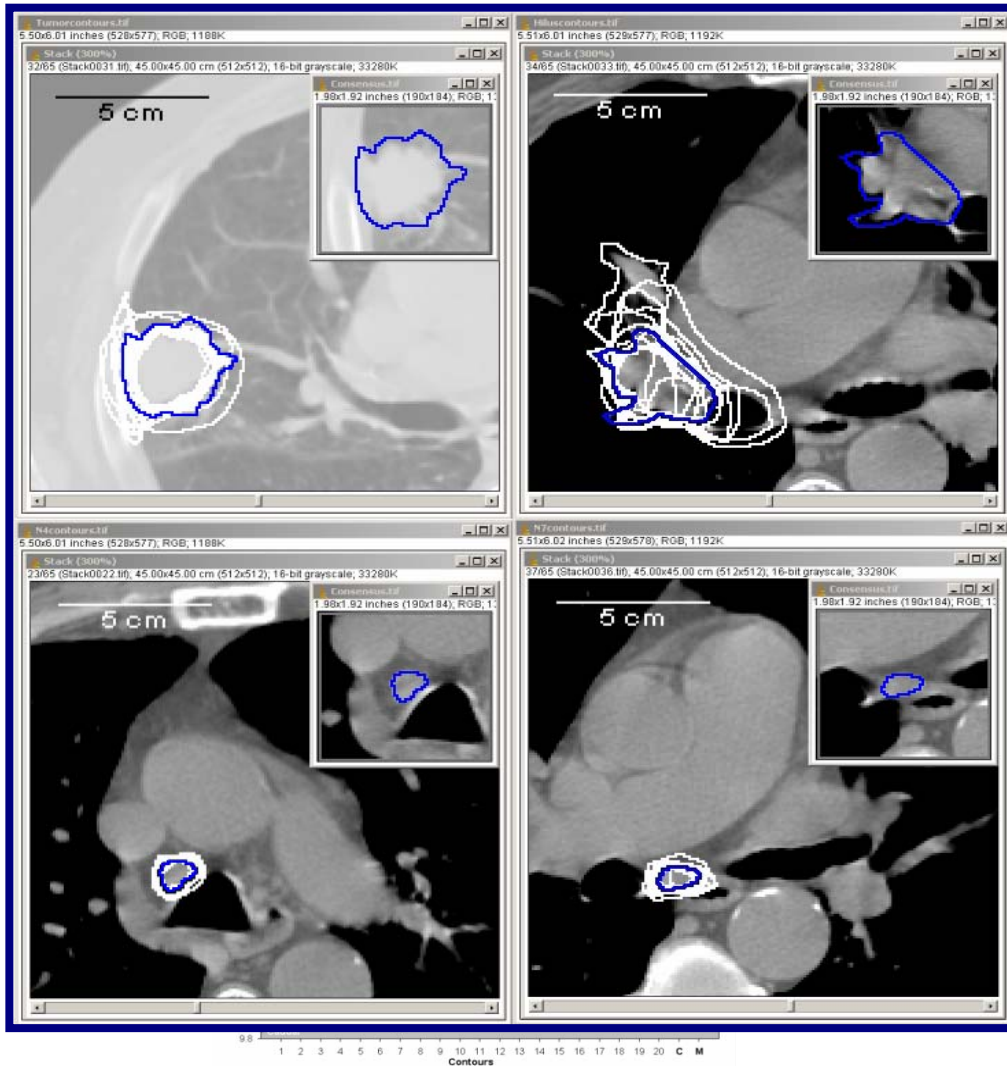 Tumorcontours.tif
5.50x6.01 inches (528x577); RGB; 1188K
Stack (300%)
32/65 (Stack0031.tif); 45.00x45.00 cm (512x512); 16-bit grayscale; 33280K
5 cm
Consensus.tif
1.98x1.92 inches (190x184); RGB; 1
Hiluscontours.tif
5.51x6.01 inches (529x577); RGB; 1192K
Stack (300%)
34/65 (Stack0033.tif); 45.00x45.00 cm (512x512); 16-bit grayscale; 33280K
5 cm
Consensus.tif
1.98x1.92 inches (190x184); RGB; 1
N4contours.tif
5.50x6.01 inches (528x577); RGB; 1188K
Stack (300%)
23/65 (Stack0022.tif); 45.00x45.00 cm (512x512); 16-bit grayscale; 33280K
5 cm
Consensus.tif
1.98x1.92 inches (190x184); RGB; 1
N7contours.tif
5.51x6.02 inches (529x578); RGB; 1192K
Stack (300%)
37/65 (Stack0036.tif); 45.00x45.00 cm (512x512); 16-bit grayscale; 33280K
5 cm
Consensus.tif
1.98x1.92 inches (190x184); RGB; 1
9.8
1 2 3 4 5 6 7 8 9 10 11 12 13 14 15 16 17 18 19 20 C M
Contours